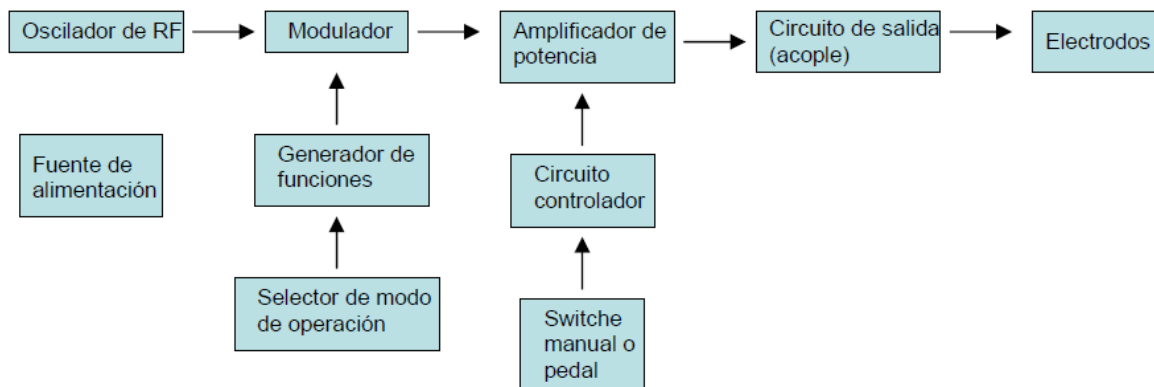 Oscilador de RF
Modulador
Amplificador de
potencia
Circuito de salida
(acople)
Electrodos
Fuente de
alimentación
Generador de
funciones
Circuito
controlador
Selector de modo
de operación
Switche
manual o
pedal